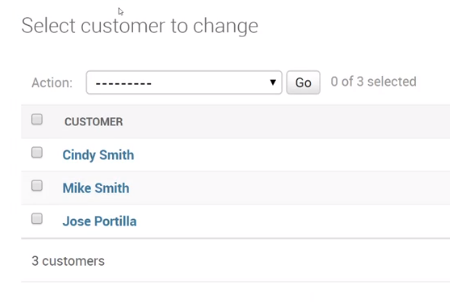 Select customer to change
Action: --------- Go 0 of 3 selected
CUSTOMER
Cindy Smith
Mike Smith
Jose Portilla
3 customers